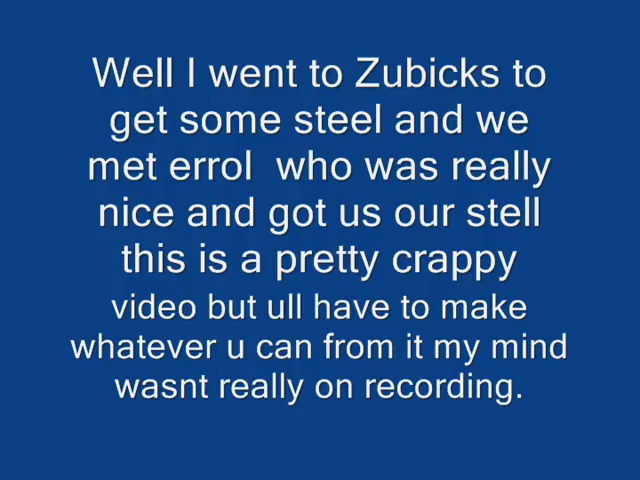 Well I went to Zubicks to
get some steel and we
met errol  who was really
nice and got us our stell
this is a pretty crappy
video but ull have to make
whatever u can from it my mind
wasnt really on recording.